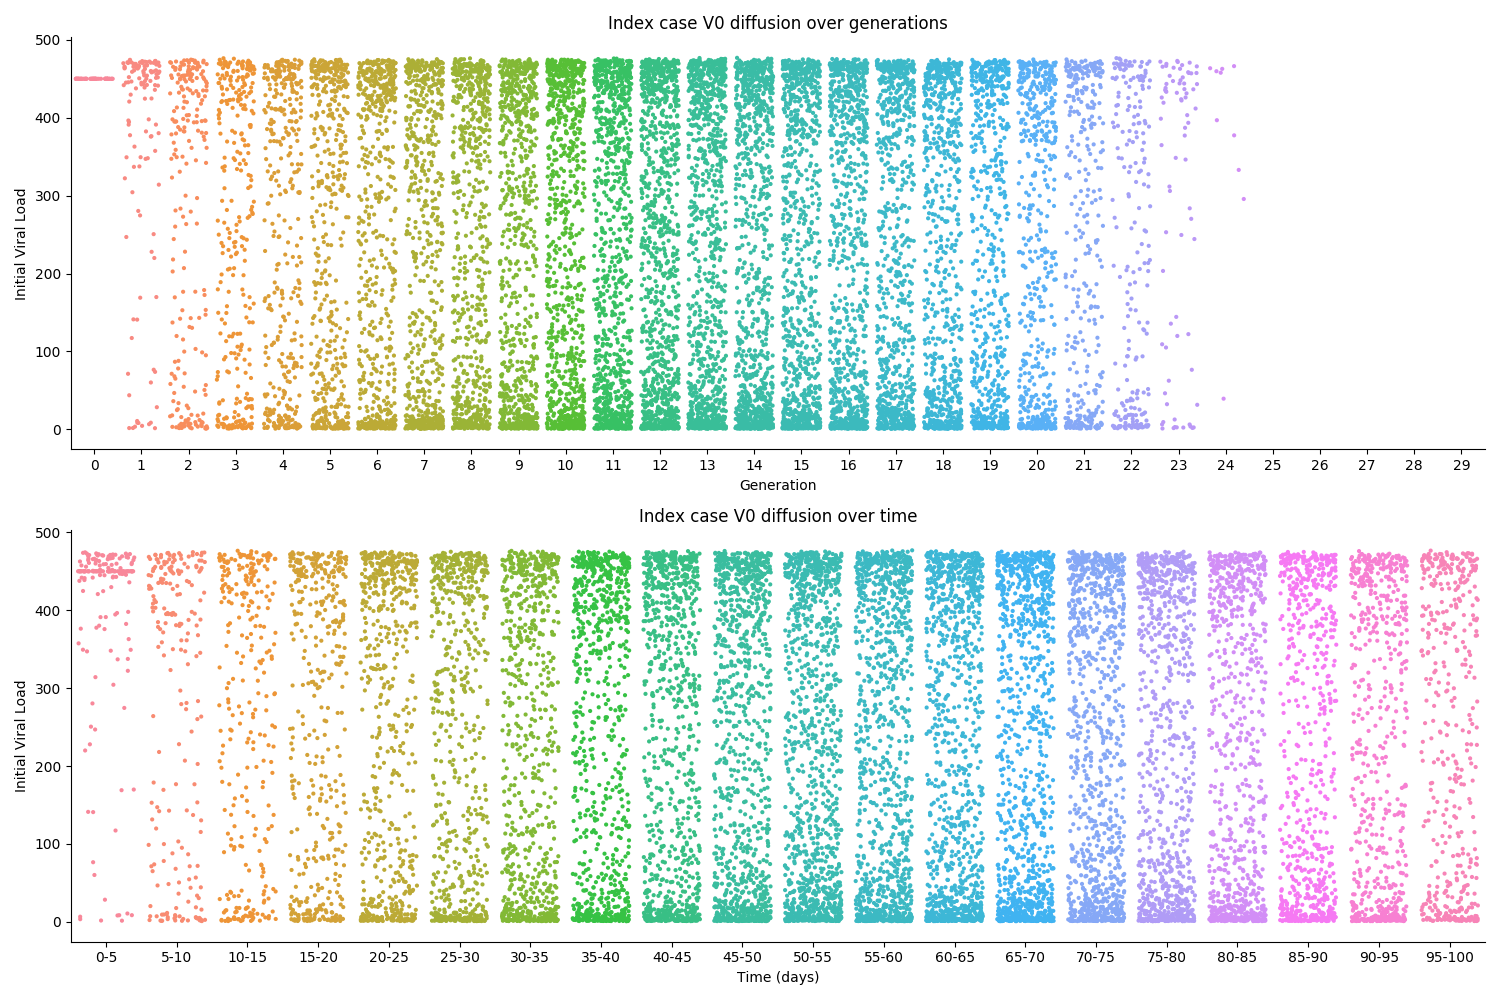 Index case V0 diffusion over generations
500
400
300
200
100
0
Initial Viral Load
0 1 2 3 4 5 6 7 8 9 10 11 12 13 14 15 16 17 18 19 20 21 22 23 24 25 26 27 28 29
Generation
Index case V0 diffusion over time
500
400
300
200
100
0
Initial Viral Load
0-5 5-10 10-15 15-20 20-25 25-30 30-35 35-40 40-45 45-50 50-55 55-60 60-65 65-70 70-75 75-80 80-85 85-90 90-95 95-100
Time (days)